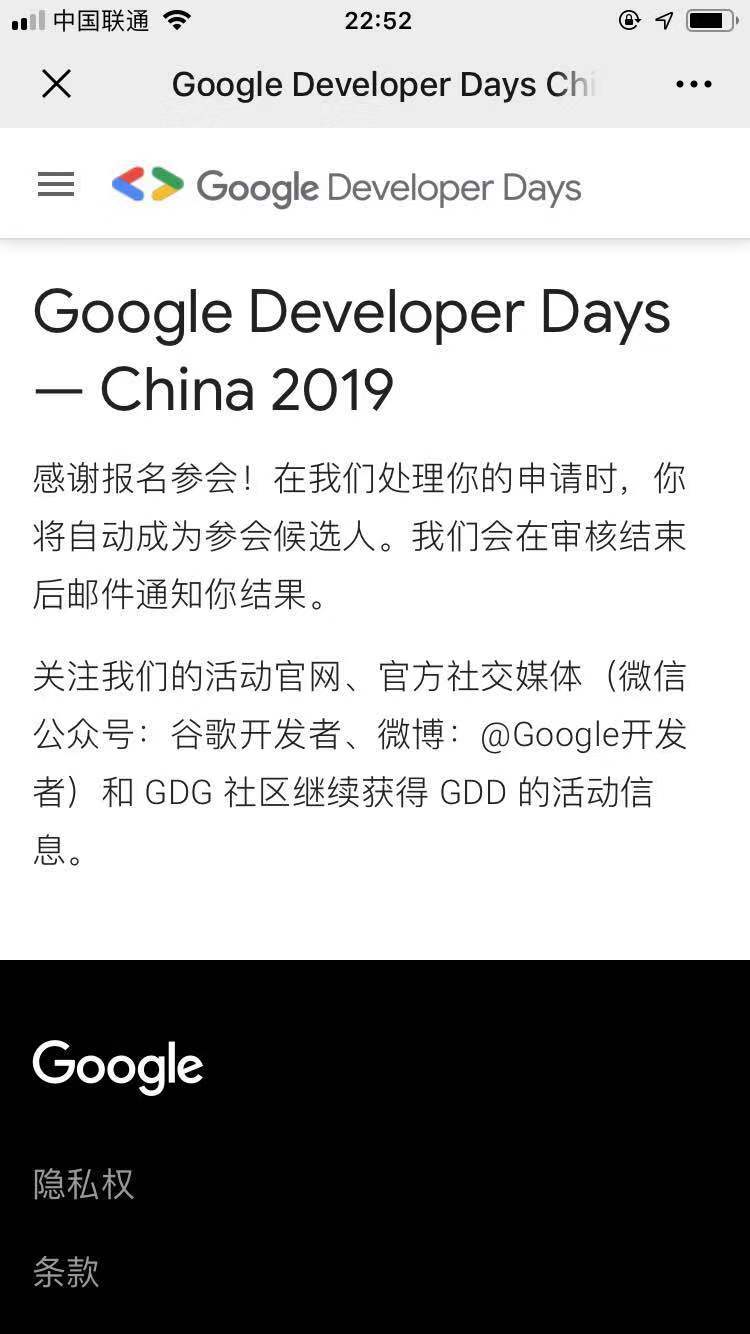 中国联通
22:52
Google Developer Days Chi
Google Developer Days
Google Developer Days
— China 2019
感谢报名参会！在我们处理你的申请时，你
将自动成为参会候选人。我们会在审核结束
后邮件通知你结果。
关注我们的活动官网、官方社交媒体（微信
公众号：谷歌开发者、微博：@Google开发
者）和 GDG 社区继续获得 GDD 的活动信
息。
Google
隐私权
条款